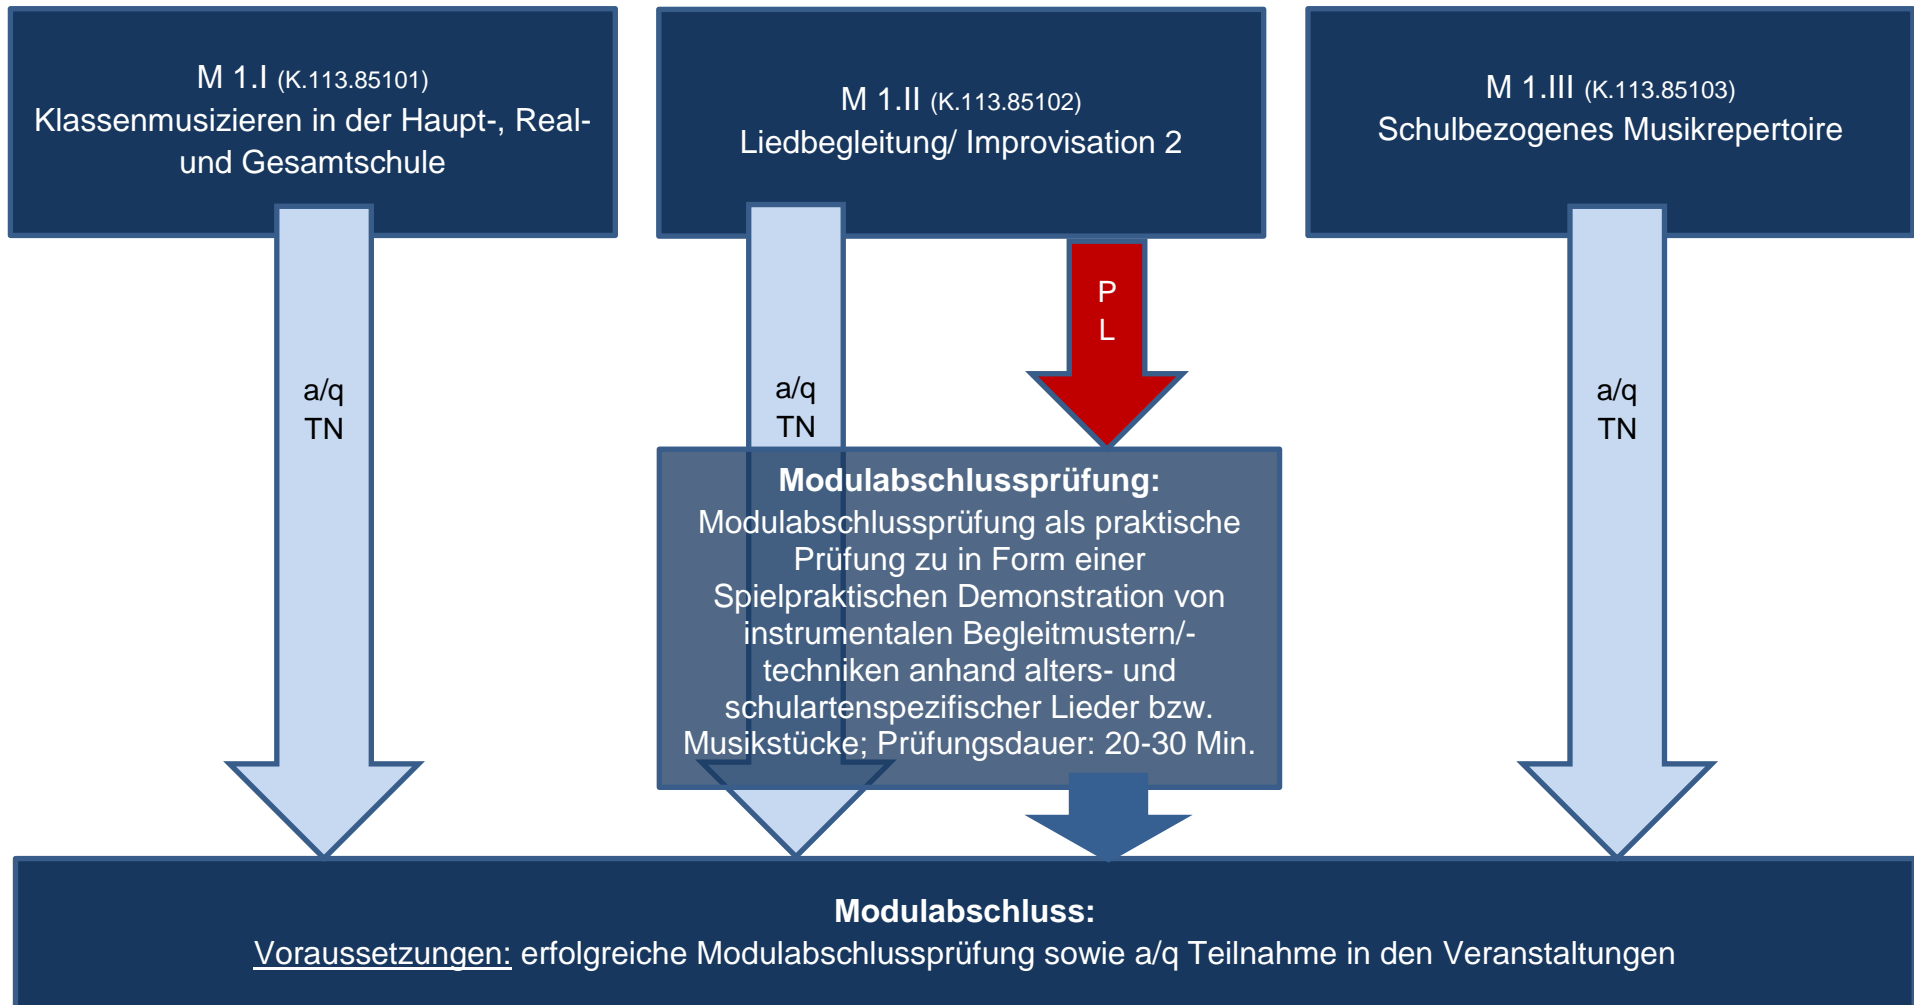 M 1.I (K.113.85101)
Klassenmusizieren in der Haupt-, Real-
und Gesamtschule
M 1.II (K.113.85102)
Liedbegleitung/ Improvisation 2
M 1.III (K.113.85103)
Schulbezogenes Musikrepertoire
P
L
a/q
TN
a/q
TN
a/q
TN
Modulabschlussprüfung:
Modulabschlussprüfung als praktische
Prüfung zu in Form einer
Spielpraktischen Demonstration von
instrumentalen Begleitmustern/-
techniken anhand alters- und
schulartenspezifischer Lieder bzw.
Musikstücke; Prüfungsdauer: 20-30 Min.
Modulabschluss:
Voraussetzungen: erfolgreiche Modulabschlussprüfung sowie a/q Teilnahme in den Veranstaltungen